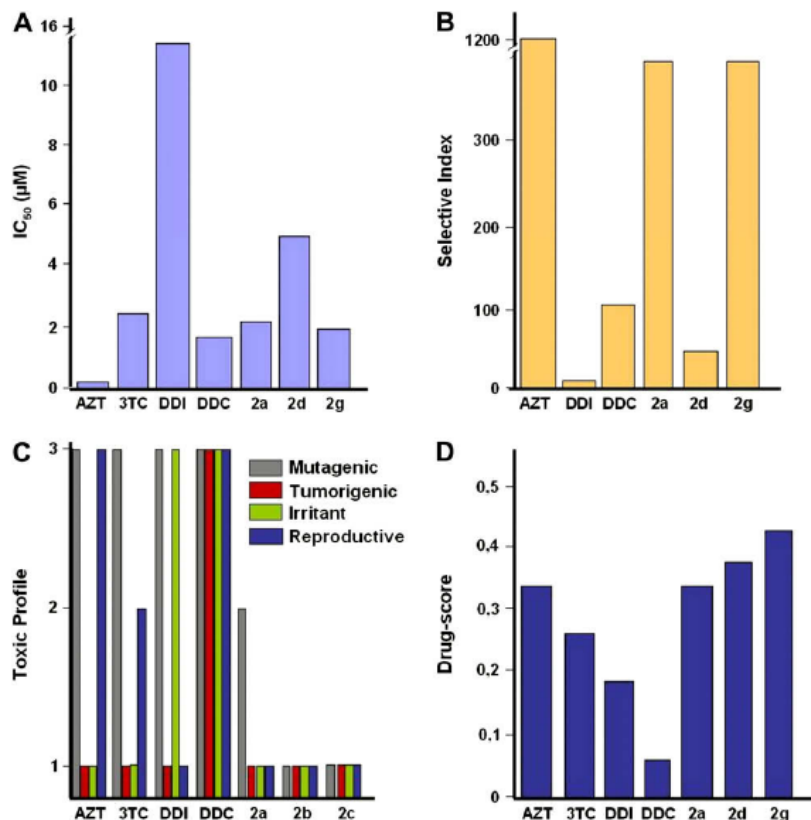 A
16
10
8
6
4
2
0
IC50 (µM)
AZT 3TC DDI DDC 2a 2d 2g
B
1200
300
200
100
0
Selective Index
AZT DDI DDC 2a 2d 2g
C
3
2
1
Toxic Profile
Mutagenic
Tumorigenic
Irritant
Reproductive
AZT 3TC DDI DDC 2a 2b 2c
D
0,5
0.4
0.3
0.2
0.1
0
Drug-score
AZT 3TC DDI DDC 2a 2d 2g